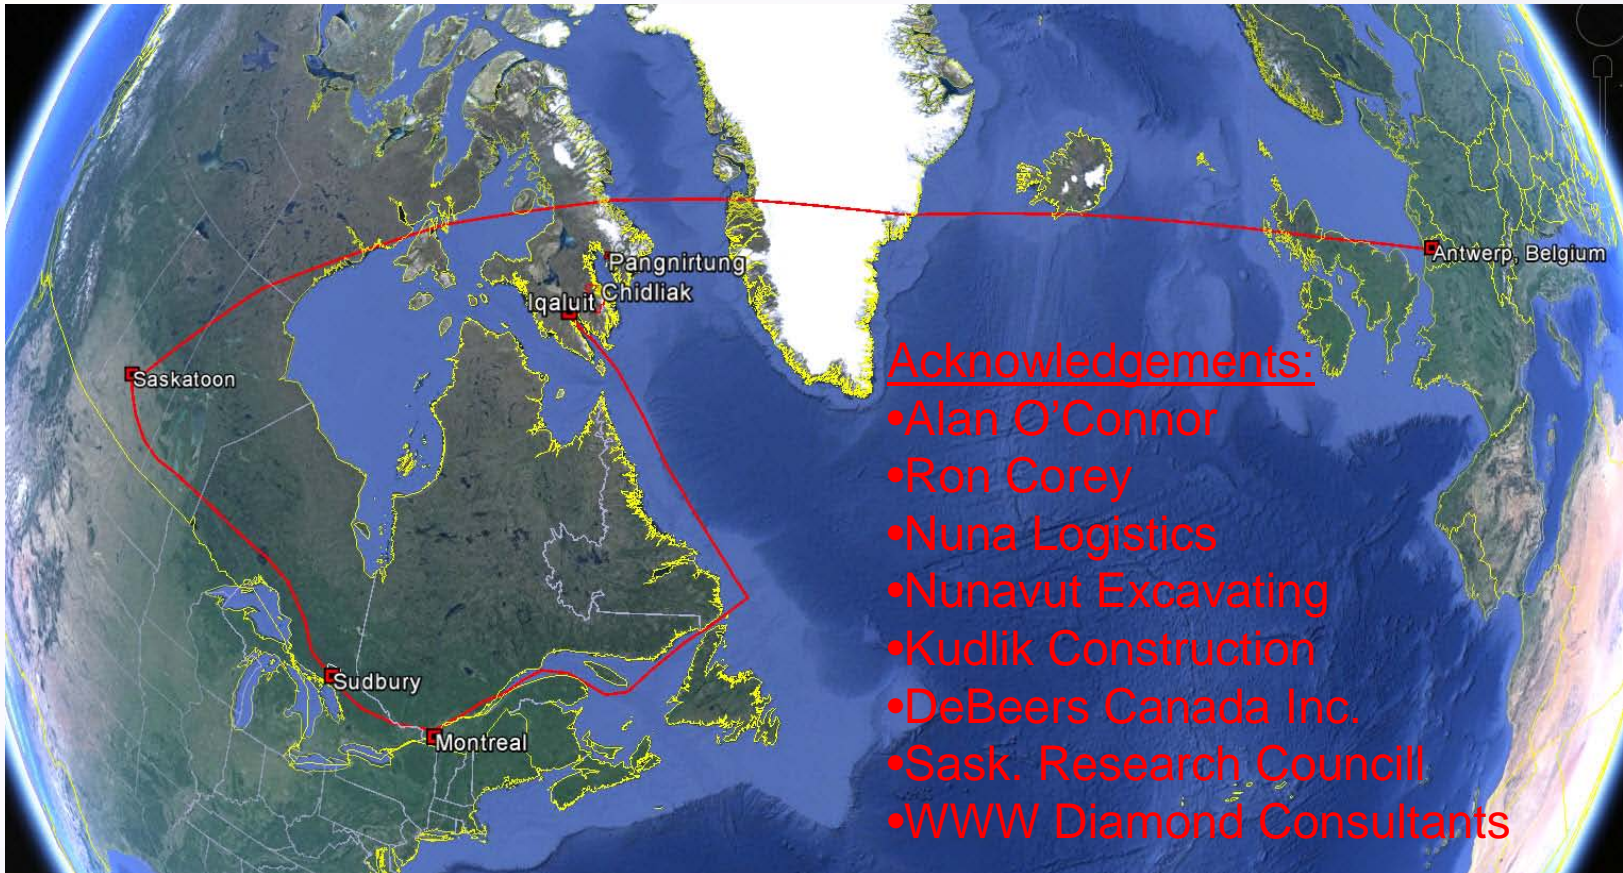 Pangnirtung
Chidliak
Iqaluit
Antwerp, Belgium
Saskatoon
Sudbury
Montreal
Acknowledgements:
•Alan O’Connor
•Ron Corey
•Nuna Logistics
•Nunavut Excavating
•Kudlik Construction
•DeBeers Canada Inc.
•Sask. Research Councill
•WWW Diamond Consultants